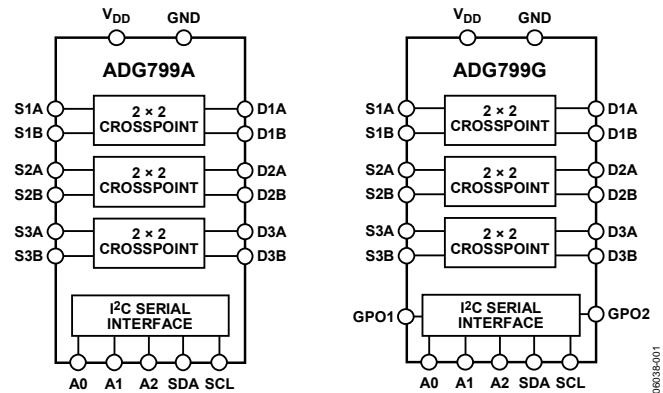 V_DD GND
ADG799A
S1A 2 × 2 D1A
S1B CROSSPOINT D1B
S2A 2 × 2 D2A
S2B CROSSPOINT D2B
S3A 2 × 2 D3A
S3B CROSSPOINT D3B
I²C SERIAL
INTERFACE
A0 A1 A2 SDA SCL
V_DD GND
ADG799G
S1A 2 × 2 D1A
S1B CROSSPOINT D1B
S2A 2 × 2 D2A
S2B CROSSPOINT D2B
S3A 2 × 2 D3A
S3B CROSSPOINT D3B
GPO1 I²C SERIAL GPO2
INTERFACE
A0 A1 A2 SDA SCL
06038-001